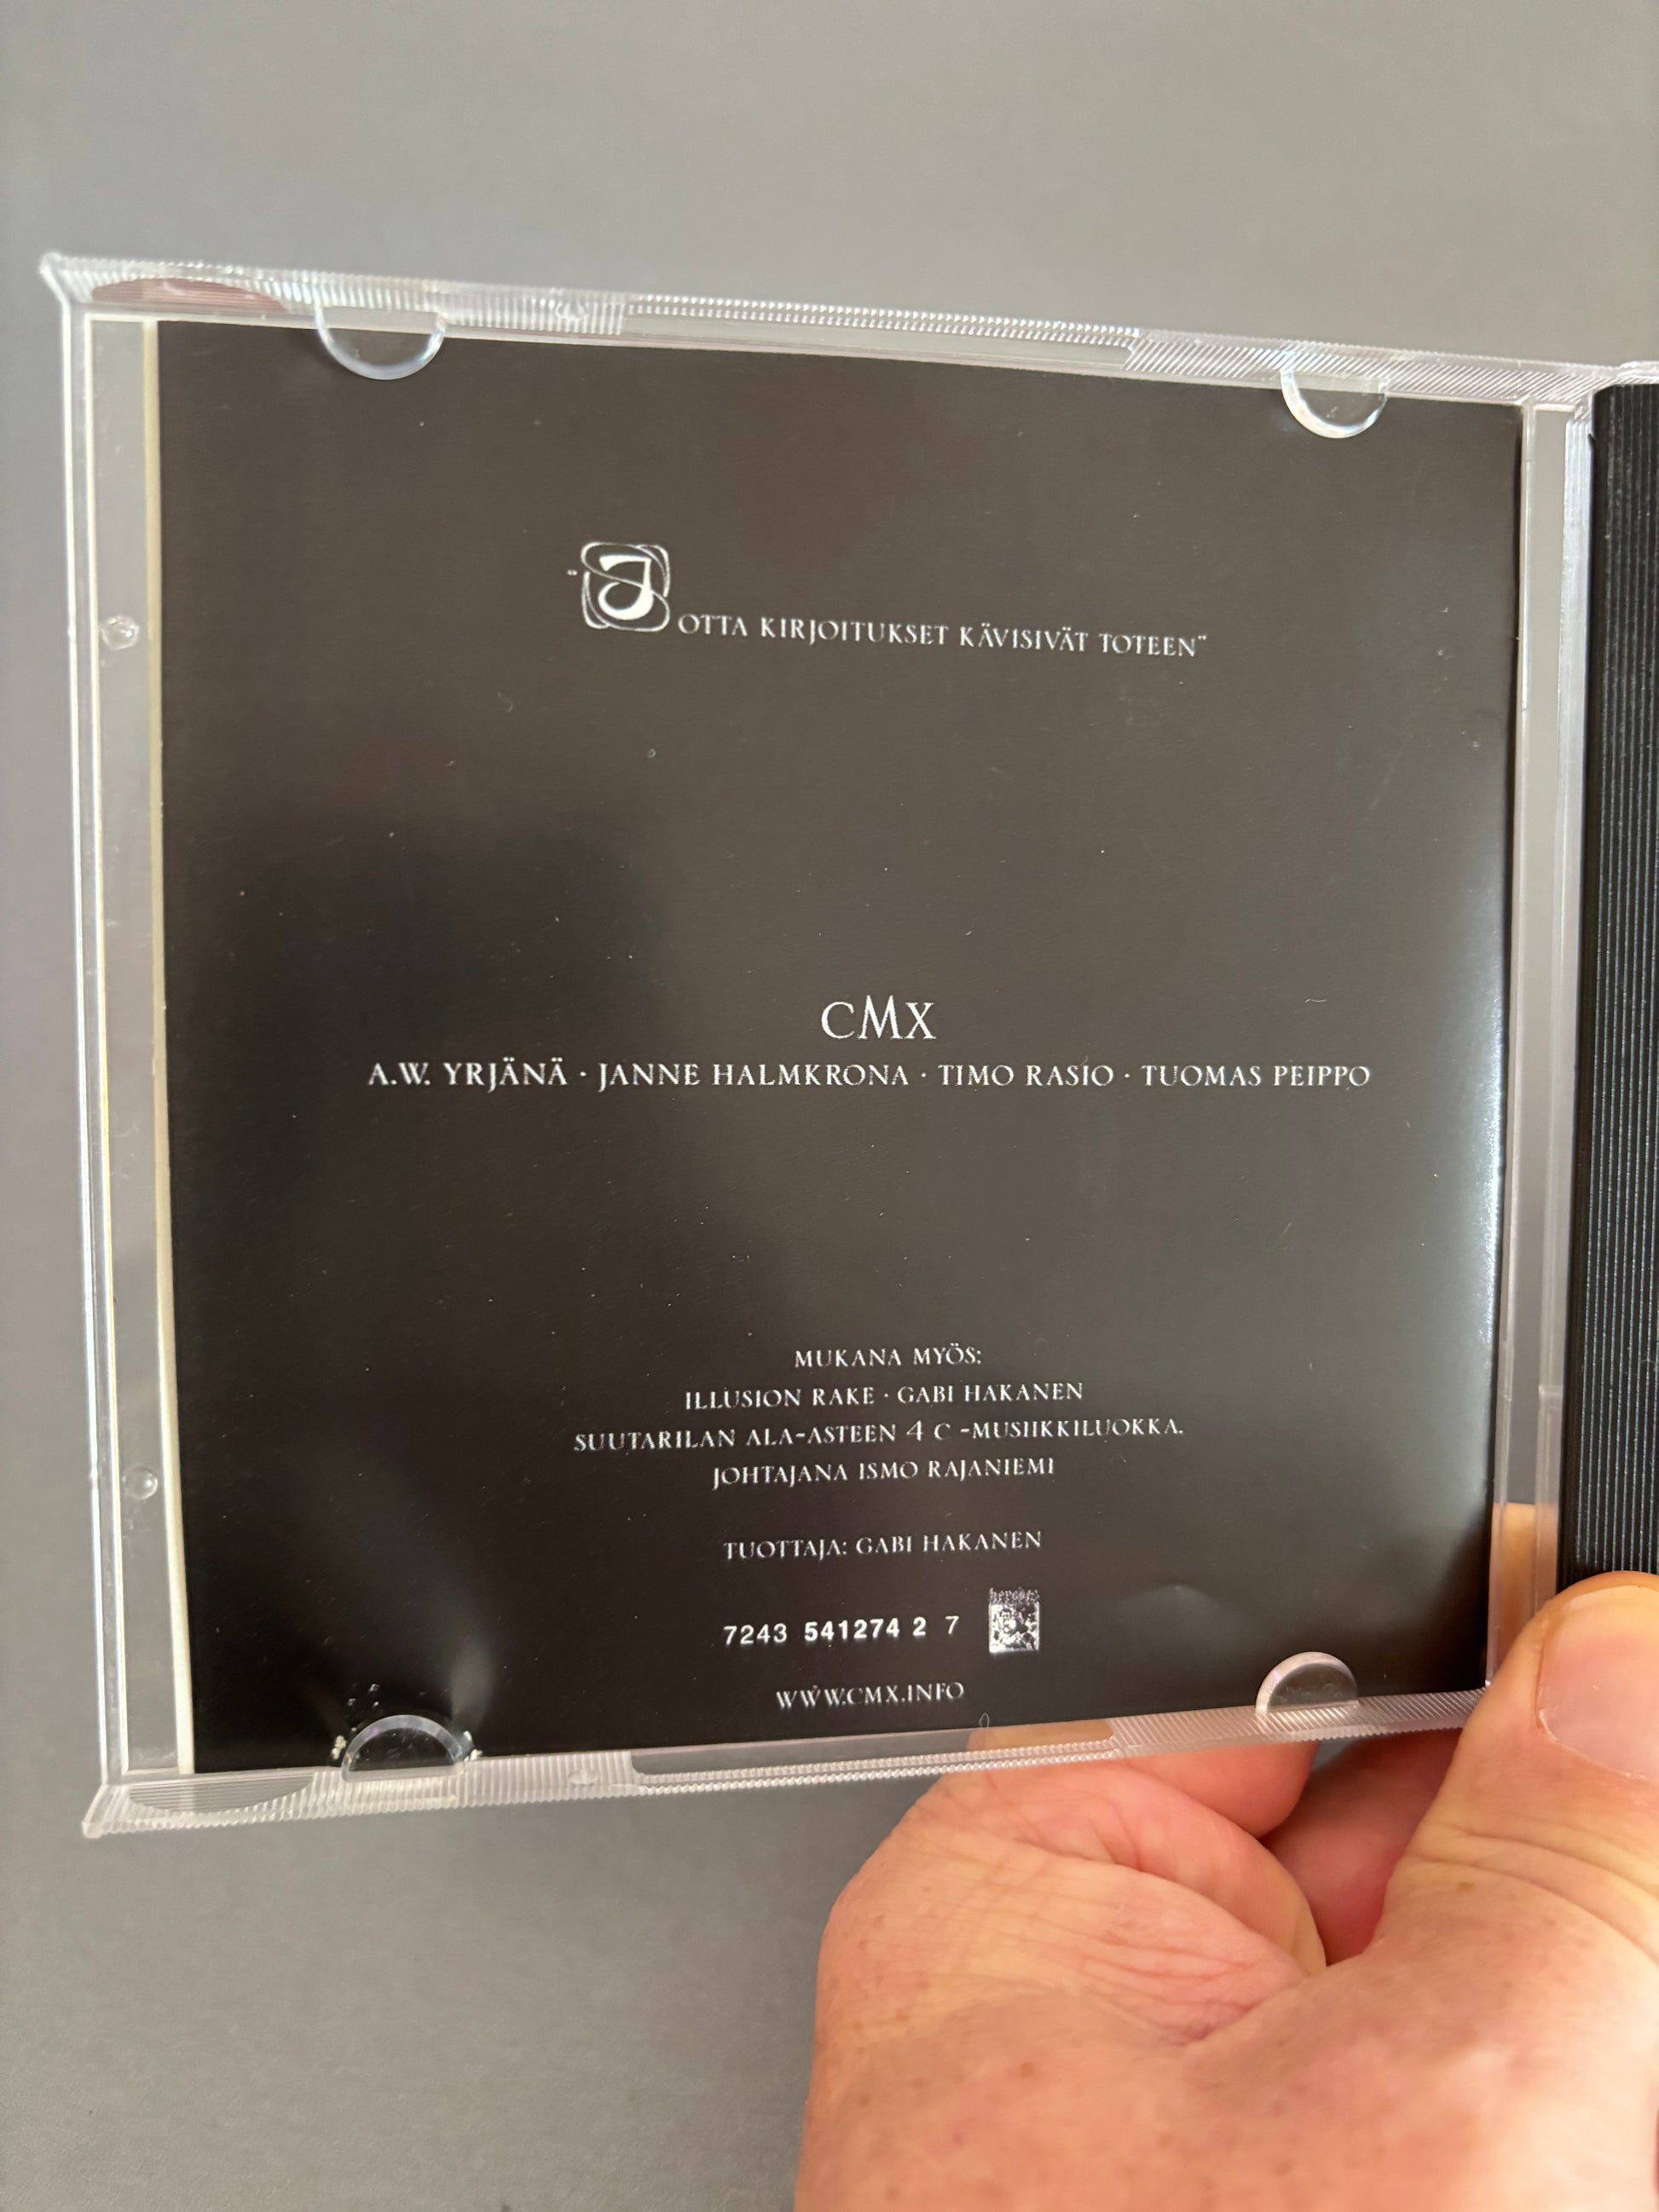 "JOTTA KIRJOITUKSET KÄVISIVÄT TOTEEN"
CMX
A.W. YRJÄNÄ · JANNE HALMKRONA · TIMO RASIO · TUOMAS PEIPPO
MUKANA MYÖS:
ILLUSION RAKE · GABI HAKANEN
SUUTARILAN ALA-ASTEEN 4 C -MUSIIKKILUOKKA.
JOHTAJANA ISMO RAJANIEMI
TUOTTAJA: GABI HAKANEN
7243 541274 2 7
WWW.CMX.INFO